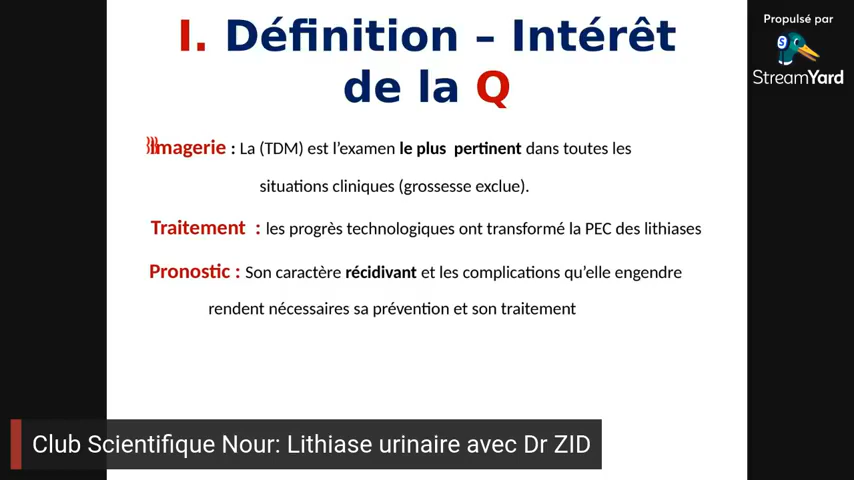 I. Définition – Intérêt
de la Q
Propulsé par
StreamYard
Imagerie : La (TDM) est l'examen le plus pertinent dans toutes les
situations cliniques (grossesse exclue).
Traitement : les progrès technologiques ont transformé la PEC des lithiases
Pronostic : Son caractère récidivant et les complications qu'elle engendre
rendent nécessaires sa prévention et son traitement
Club Scientifique Nour: Lithiase urinaire avec Dr ZID